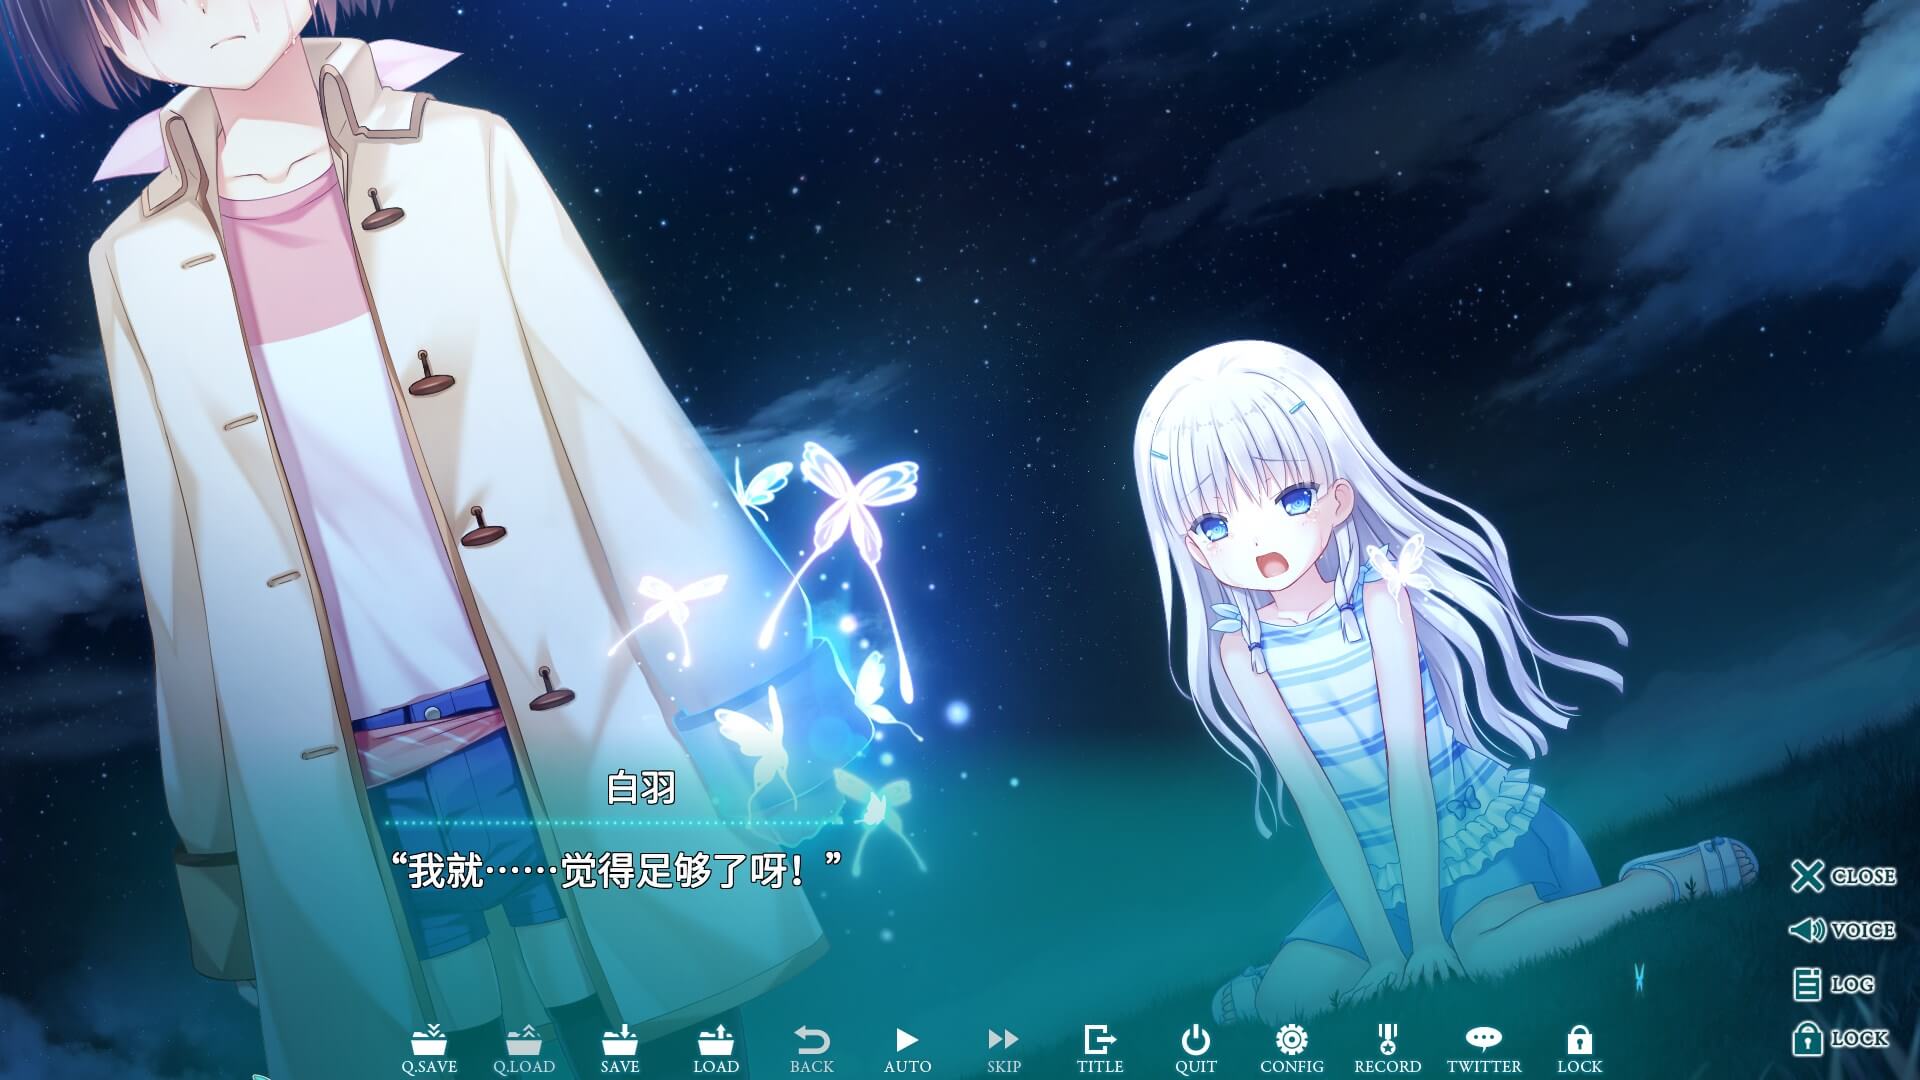 白羽
“我就……觉得足够了呀！”
CLOSE
VOICE
LOG
LOCK
Q.SAVE Q.LOAD SAVE LOAD BACK AUTO SKIP TITLE QUIT CONFIG RECORD TWITTER LOCK